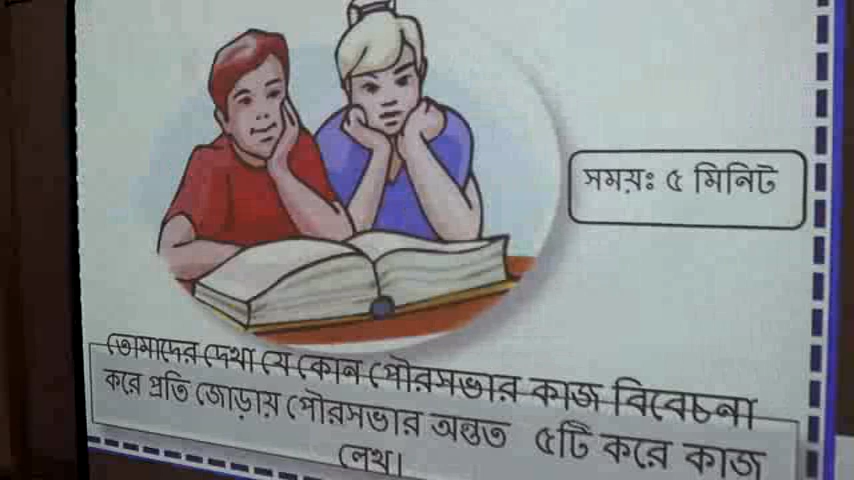 সময়ঃ ৫ মিনিট
তোমাদের দেখা যে কোন পৌরসভার কাজ বিবেচনা
করে প্রতি জোড়ায় পৌরসভার অন্তত ৫টি করে কাজ
লেখ।